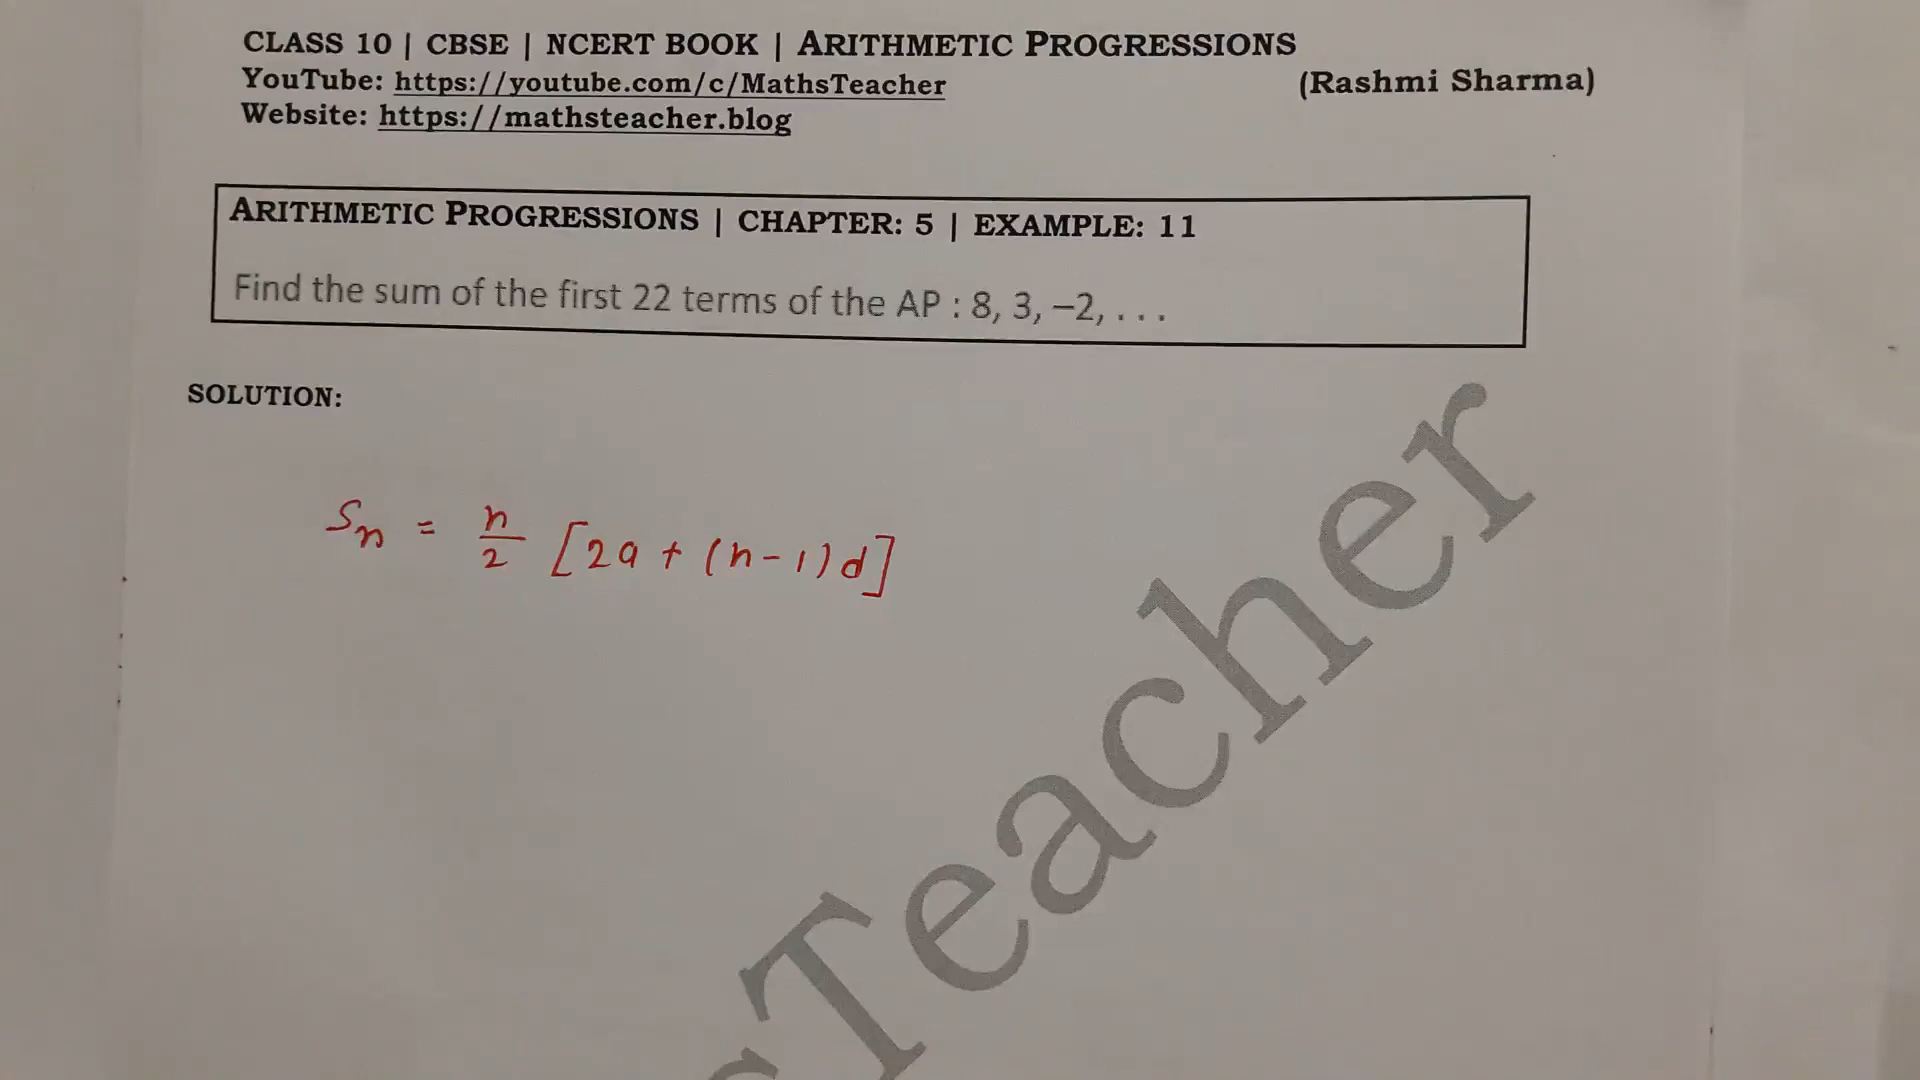 CLASS 10 | CBSE | NCERT BOOK | ARITHMETIC PROGRESSIONS
YouTube: https://youtube.com/c/MathsTeacher (Rashmi Sharma)
Website: https://mathsteacher.blog
ARITHMETIC PROGRESSIONS | CHAPTER: 5 | EXAMPLE: 11
Find the sum of the first 22 terms of the AP : 8, 3, –2, . . .
SOLUTION:
Sn = n/2 [2a + (n-1)d]
sTeacher